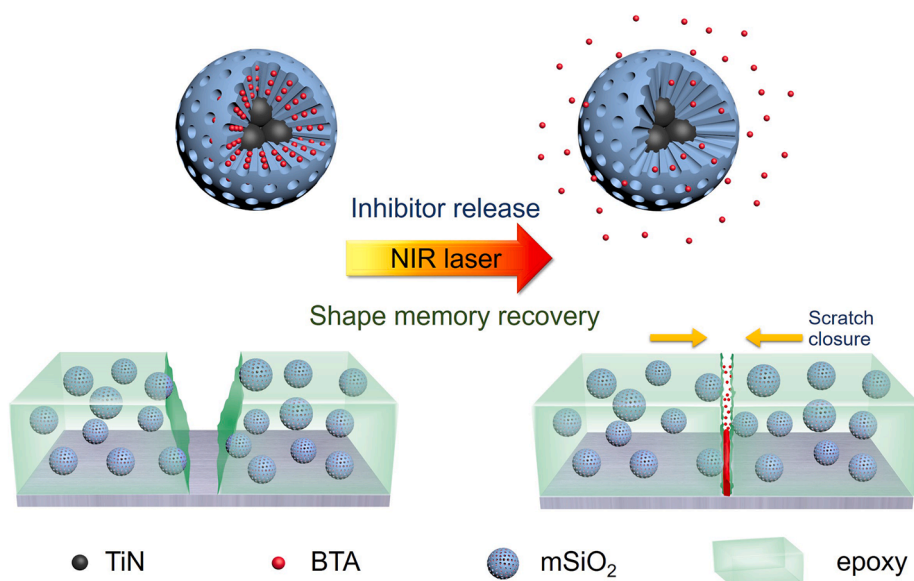 Inhibitor release
NIR laser
Shape memory recovery
Scratch
closure
TiN
BTA
mSiO₂
epoxy